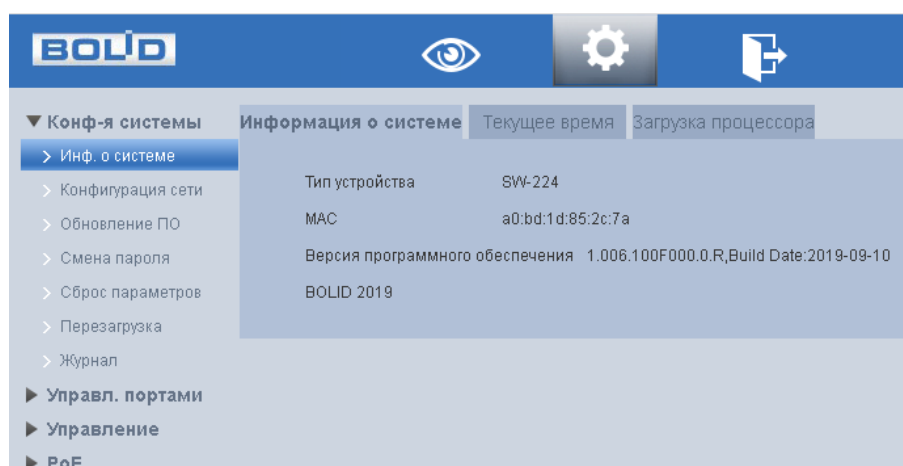 BOLID
Конф-я системы
Инф. о системе
Конфигурация сети
Обновление ПО
Смена пароля
Сброс параметров
Перезагрузка
Журнал
Управл. портами
Управление
PoE
Информация о системе Текущее время Загрузка процессора
Тип устройства SW-224
MAC a0:bd:1d:85:2c:7a
Версия программного обеспечения 1.006.100F000.0.R,Build Date:2019-09-10
BOLID 2019